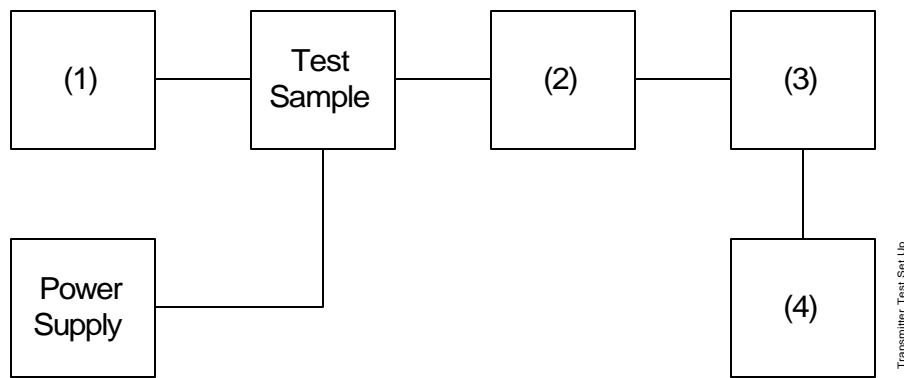 (1)
Test
Sample
(2)
(3)
Power
Supply
(4)
Transmitter Test Set Up